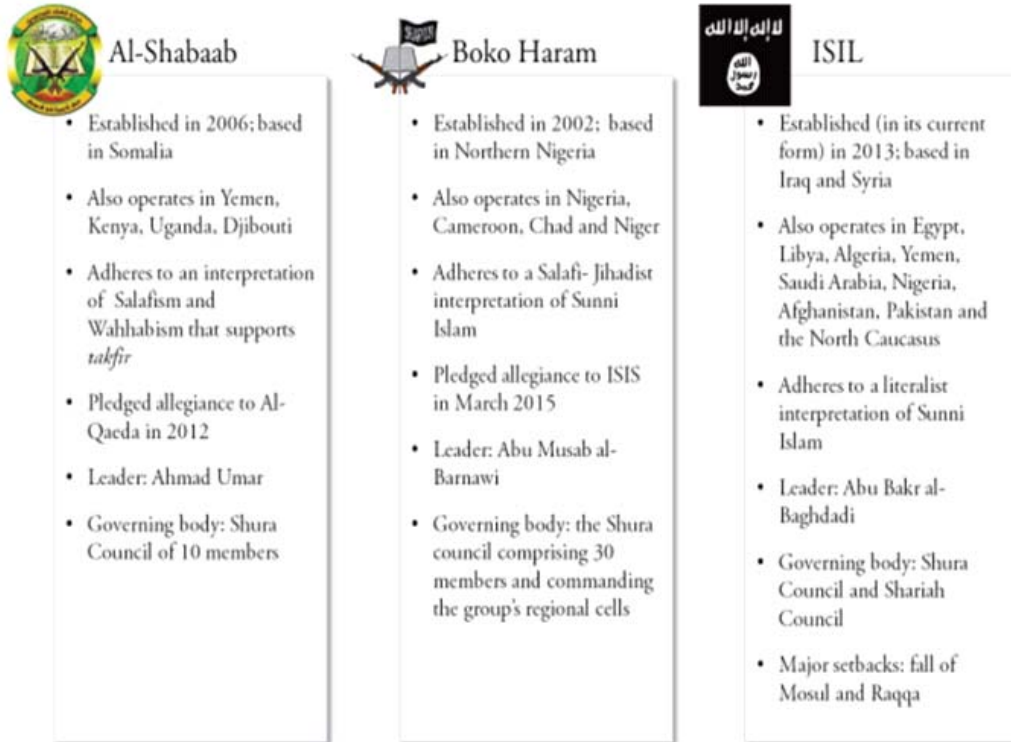 Al-Shabaab
• Established in 2006; based
in Somalia
• Also operates in Yemen,
Kenya, Uganda, Djibouti
• Adheres to an interpretation
of Salafism and
Wahhabism that supports
takfir
• Pledged allegiance to Al-
Qaeda in 2012
• Leader: Ahmad Umar
• Governing body: Shura
Council of 10 members
Boko Haram
• Established in 2002; based
in Northern Nigeria
• Also operates in Nigeria,
Cameroon, Chad and Niger
• Adheres to a Salafi- Jihadist
interpretation of Sunni
Islam
• Pledged allegiance to ISIS
in March 2015
• Leader: Abu Musab al-
Barnawi
• Governing body: the Shura
council comprising 30
members and commanding
the group's regional cells
لا إله إلا الله
الله
رسول
محمد
ISIL
• Established (in its current
form) in 2013; based in
Iraq and Syria
• Also operates in Egypt,
Libya, Algeria, Yemen,
Saudi Arabia, Nigeria,
Afghanistan, Pakistan and
the North Caucasus
• Adheres to a literalist
interpretation of Sunni
Islam
• Leader: Abu Bakr al-
Baghdadi
• Governing body: Shura
Council and Shariah
Council
• Major setbacks: fall of
Mosul and Raqqa